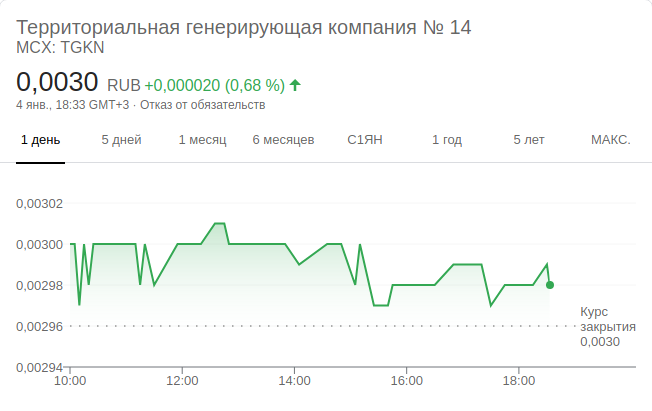 Территориальная генерирующая компания № 14
MCX: TGKN
0,0030 RUB +0,000020 (0,68 %)
4 янв., 18:33 GMT+3 · Отказ от обязательств
1 день 5 дней 1 месяц 6 месяцев С1ЯН 1 год 5 лет МАКС.
0,00302
0,00300
0,00298
0,00296
0,00294
Курс
закрытия
0,0030
10:00 12:00 14:00 16:00 18:00